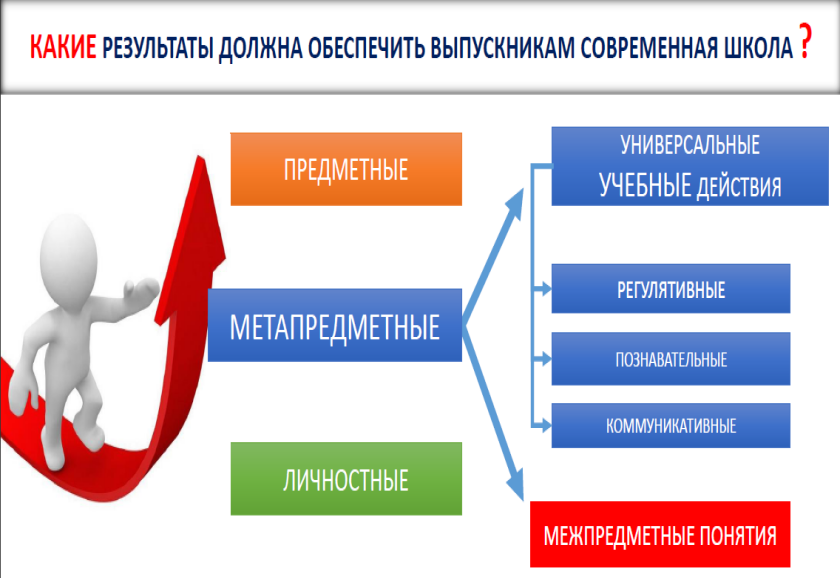 КАКИЕ РЕЗУЛЬТАТЫ ДОЛЖНА ОБЕСПЕЧИТЬ ВЫПУСКНИКАМ СОВРЕМЕННАЯ ШКОЛА ?
ПРЕДМЕТНЫЕ
МЕТАПРЕДМЕТНЫЕ
ЛИЧНОСТНЫЕ
УНИВЕРСАЛЬНЫЕ
УЧЕБНЫЕ ДЕЙСТВИЯ
РЕГУЛЯТИВНЫЕ
ПОЗНАВАТЕЛЬНЫЕ
КОММУНИКАТИВНЫЕ
МЕЖПРЕДМЕТНЫЕ ПОНЯТИЯ